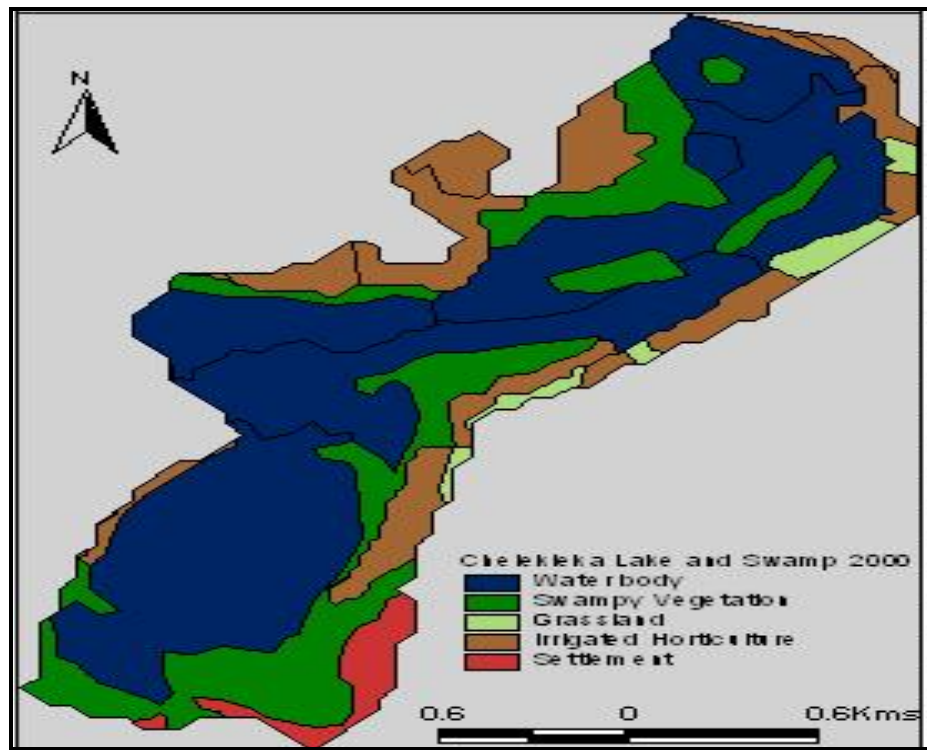 N
Chelekleka Lake and Swamp 2000
Waterbody
Swampy Vegetation
Grassland
Irrigated Horticulture
Settlement
0.6 0 0.6Kms